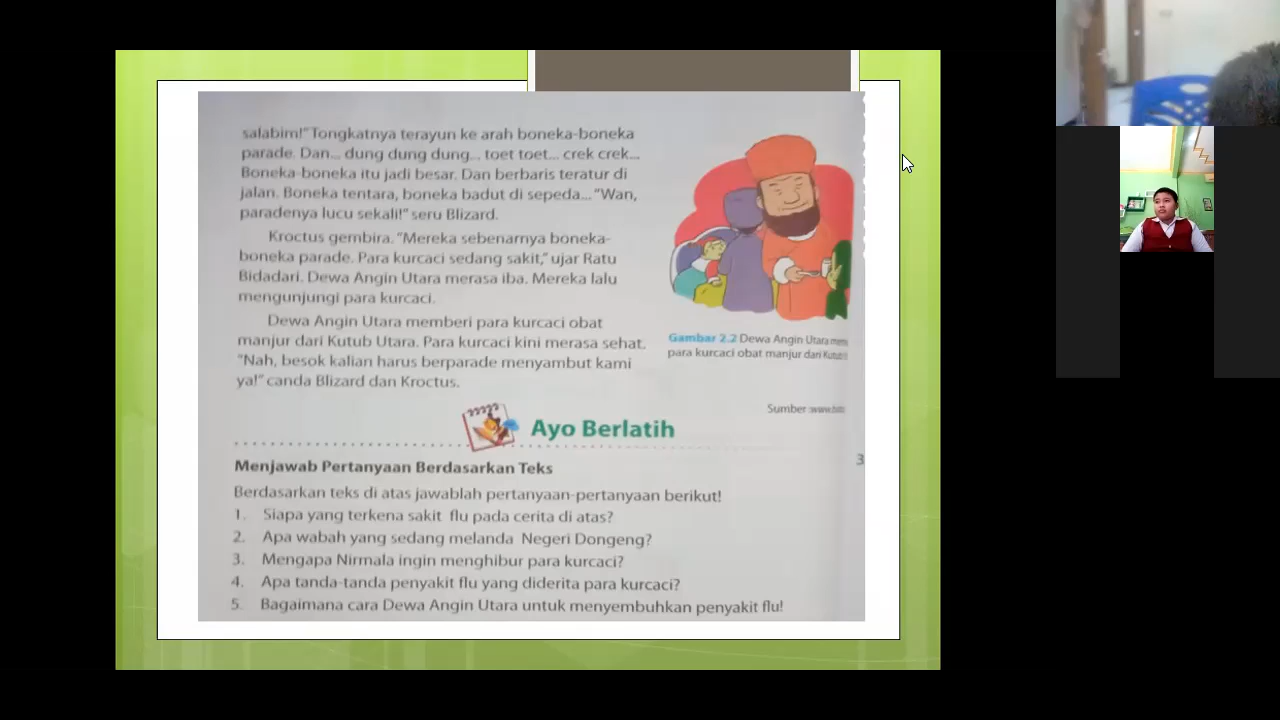 salabim!" Tongkatnya terayun ke arah boneka-boneka
parade. Dan... dung dung dung... toet toet... crek crek...
Boneka-boneka itu jadi besar. Dan berbaris teratur di
jalan. Boneka tentara, boneka badut di sepeda... "Wan,
paradenya lucu sekali!" seru Blizard.
Kroctus gembira. "Mereka sebenarnya boneka-
boneka parade. Para kurcaci sedang sakit," ujar Ratu
Bidadari. Dewa Angin Utara merasa iba. Mereka lalu
mengunjungi para kurcaci.
Dewa Angin Utara memberi para kurcaci obat
manjur dari Kutub Utara. Para kurcaci kini merasa sehat.
"Nah, besok kalian harus berparade menyambut kami
ya!" canda Blizard dan Kroctus.
Gambar 2.2 Dewa Angin Utara
para kurcaci obat manjur dari
Sumber :www.
Ayo Berlatih
3
Menjawab Pertanyaan Berdasarkan Teks
Berdasarkan teks di atas jawablah pertanyaan-pertanyaan berikut!
1. Siapa yang terkena sakit flu pada cerita di atas?
2. Apa wabah yang sedang melanda Negeri Dongeng?
3. Mengapa Nirmala ingin menghibur para kurcaci?
4. Apa tanda-tanda penyakit flu yang diderita para kurcaci?
5. Bagaimana cara Dewa Angin Utara untuk menyembuhkan penyakit flu!